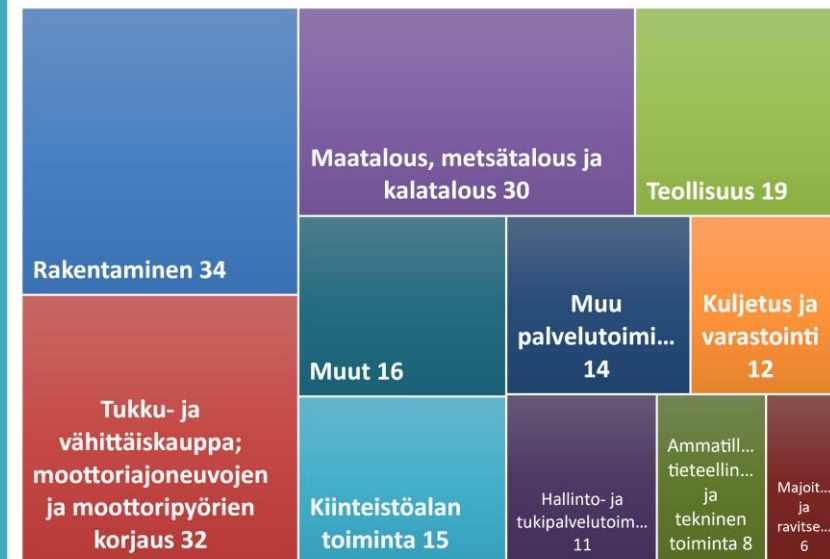 Rakentaminen 34
Tukku- ja
vähittäiskauppa;
moottoriajoneuvojen
ja moottoripyörien
korjaus 32
Maatalous, metsätalous ja
kalatalous 30
Teollisuus 19
Muut 16
Kiinteistöalan
toiminta 15
Muu
palvelutoimi...
14
Kuljetus ja
varastointi
12
Hallinto- ja
tukipalvelutoim...
11
Ammatill...
tieteellin...
ja
tekninen
toiminta 8
Majoit...
ja
ravitse...
6